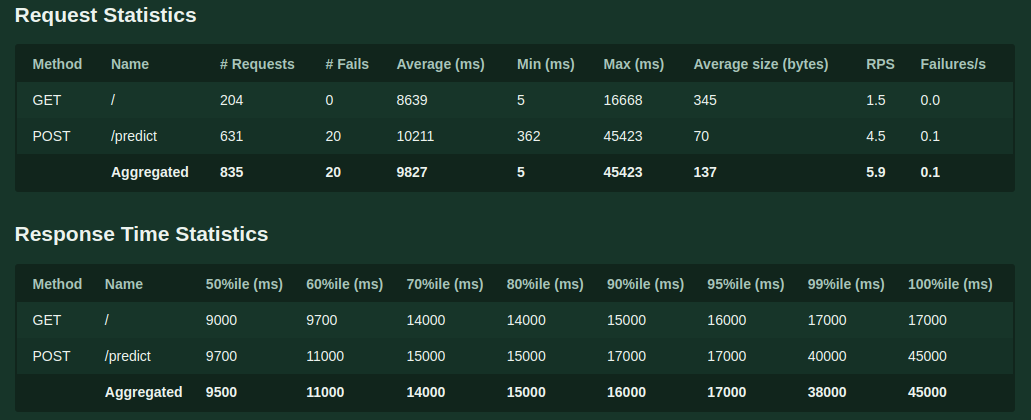 Request Statistics
Method Name # Requests # Fails Average (ms) Min (ms) Max (ms) Average size (bytes) RPS Failures/s
GET / 204 0 8639 5 16668 345 1.5 0.0
POST /predict 631 20 10211 362 45423 70 4.5 0.1
Aggregated 835 20 9827 5 45423 137 5.9 0.1
Response Time Statistics
Method Name 50%ile (ms) 60%ile (ms) 70%ile (ms) 80%ile (ms) 90%ile (ms) 95%ile (ms) 99%ile (ms) 100%ile (ms)
GET / 9000 9700 14000 14000 15000 16000 17000 17000
POST /predict 9700 11000 15000 15000 17000 17000 40000 45000
Aggregated 9500 11000 14000 15000 16000 17000 38000 45000